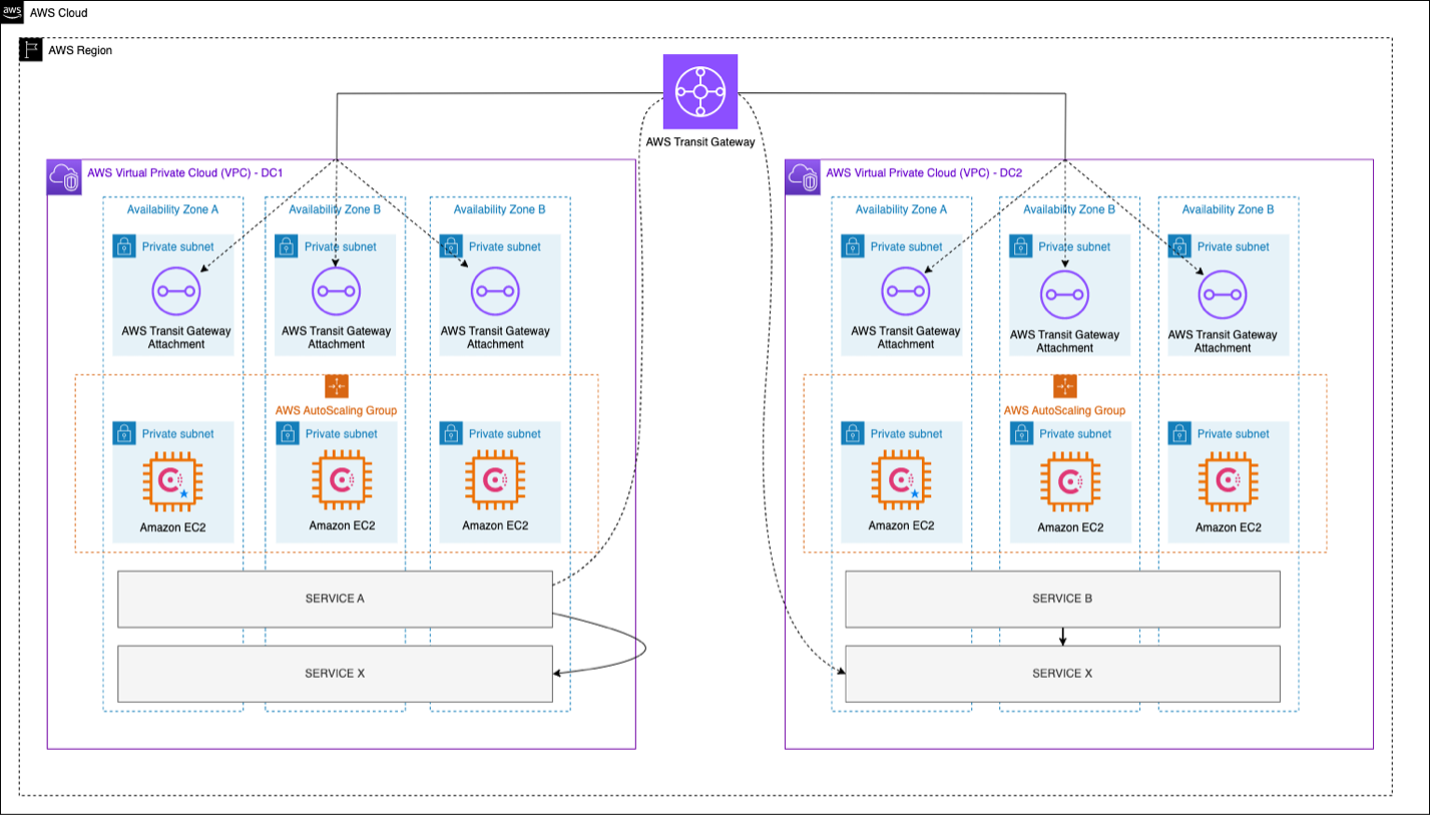 aws
AWS Cloud
AWS Region
AWS Transit Gateway
AWS Virtual Private Cloud (VPC) - DC1
Availability Zone A
Availability Zone B
Availability Zone B
Private subnet
Private subnet
Private subnet
AWS Transit Gateway
Attachment
AWS Transit Gateway
Attachment
AWS Transit Gateway
Attachment
AWS AutoScaling Group
Private subnet
Private subnet
Private subnet
Amazon EC2
Amazon EC2
Amazon EC2
SERVICE A
SERVICE X
AWS Virtual Private Cloud (VPC) - DC2
Availability Zone A
Availability Zone B
Availability Zone B
Private subnet
Private subnet
Private subnet
AWS Transit Gateway
Attachment
AWS Transit Gateway
Attachment
AWS Transit Gateway
Attachment
AWS AutoScaling Group
Private subnet
Private subnet
Private subnet
Amazon EC2
Amazon EC2
Amazon EC2
SERVICE B
SERVICE X